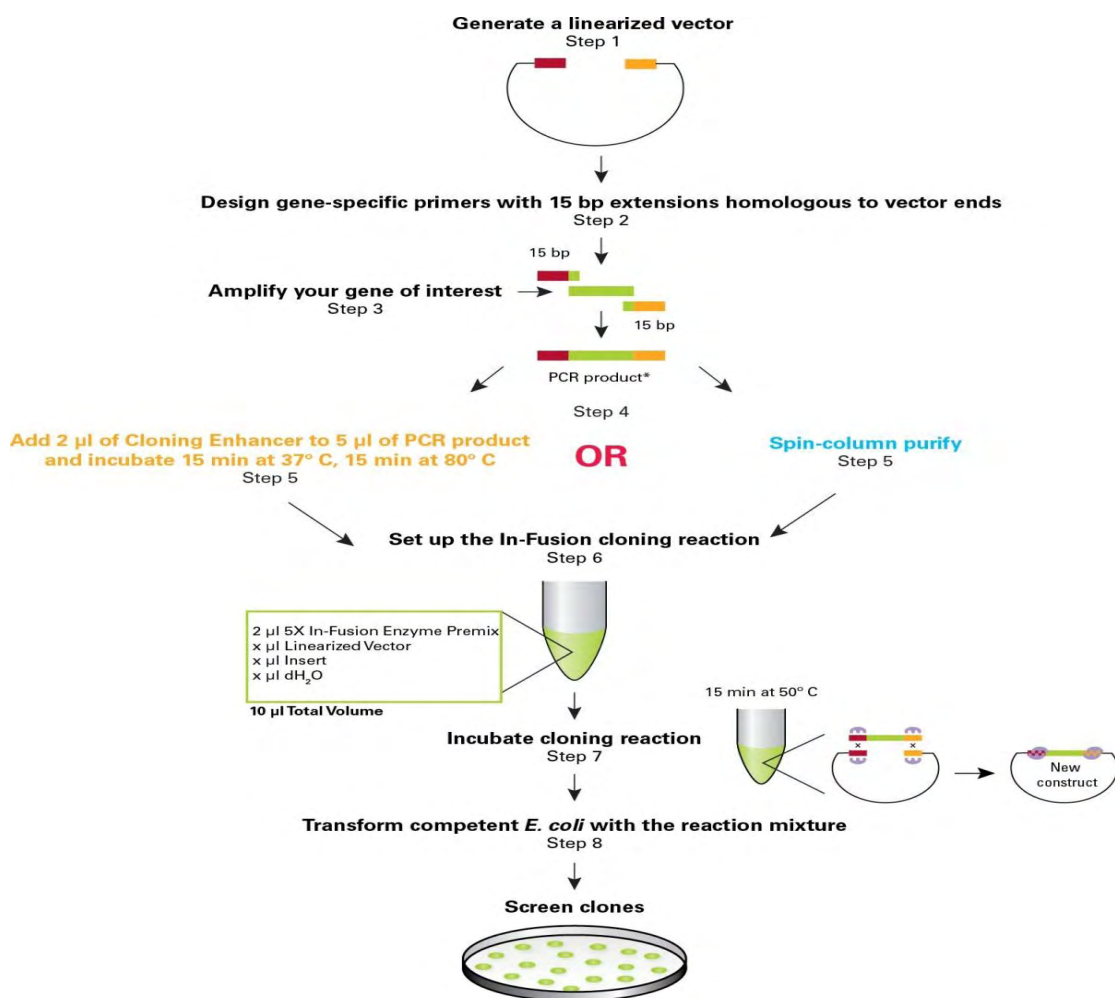 Generate a linearized vector
Step 1
Design gene-specific primers with 15 bp extensions homologous to vector ends
Step 2
15 bp
Amplify your gene of interest
Step 3
15 bp
PCR product*
Step 4
OR
Add 2 µl of Cloning Enhancer to 5 µl of PCR product
and incubate 15 min at 37° C, 15 min at 80° C
Step 5
Spin-column purify
Step 5
Set up the In-Fusion cloning reaction
Step 6
2 µl 5X In-Fusion Enzyme Premix
x µl Linearized Vector
x µl Insert
x µl dH₂O
10 µl Total Volume
15 min at 50° C
Incubate cloning reaction
Step 7
x
x
New
construct
Transform competent E. coli with the reaction mixture
Step 8
Screen clones